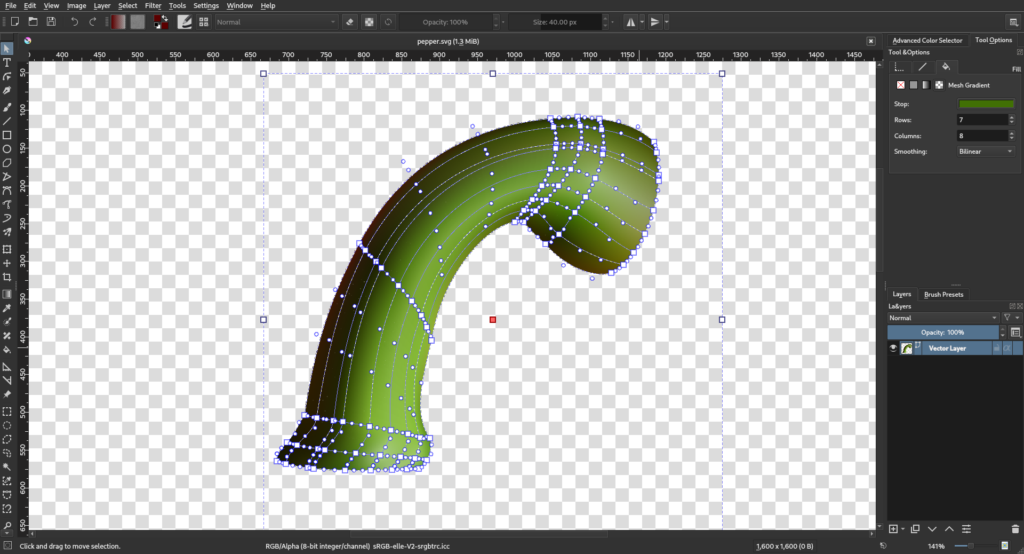 File Edit View Image Layer Select Filter Tools Settings Window Help
Normal Opacity: 100% Size: 40.00 px
pepper.svg (1.3 MiB)
400 450 500 550 600 650 700 750 800 850 900 950 1000 1050 1100 1150 1200 1250 1300 1350 1400 1450
50
100
150
200
250
300
350
400
450
500
550
600
650
Advanced Color Selector Tool Options
Tool &Options
Fill
Mesh Gradient
Stop:
Rows: 7
Columns: 8
Smoothing: Bilinear
Layers Brush Presets
La&yers
Normal
Opacity: 100%
Vector Layer
Click and drag to move selection. RGB/Alpha (8-bit integer/channel) sRGB-elle-V2-srgbtrc.icc 1,600 x 1,600 (0 B) 141%